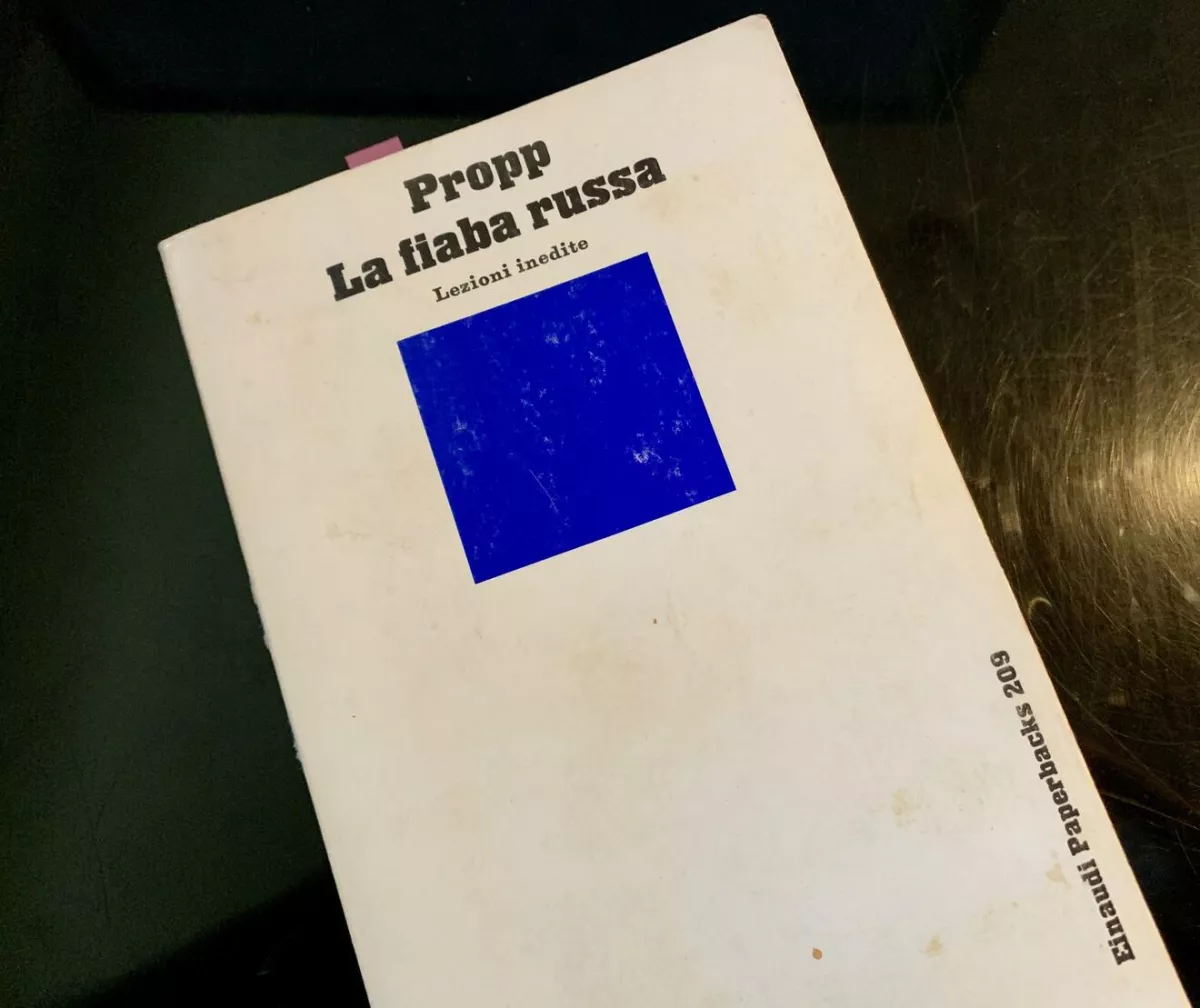 Propp
La fiaba russa
Lezioni inedite
Einaudi Paperbacks 209